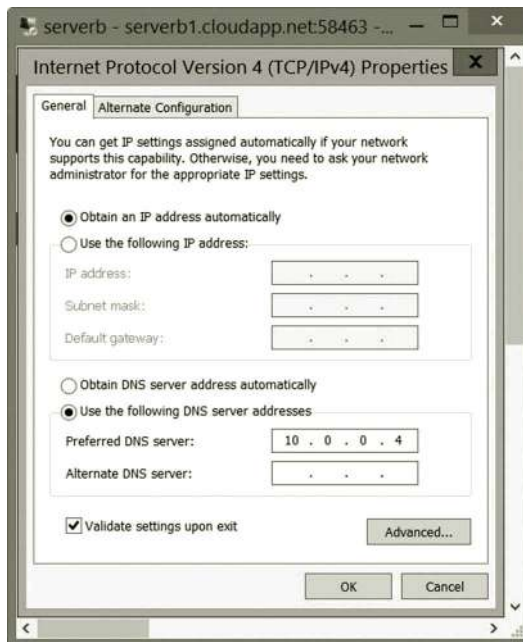 serverb - serverb1.cloudapp.net:58463 -...
Internet Protocol Version 4 (TCP/IPv4) Properties
General
Alternate Configuration
You can get IP settings assigned automatically if your network
supports this capability. Otherwise, you need to ask your network
administrator for the appropriate IP settings.
Obtain an IP address automatically
Use the following IP address:
IP address:
Subnet mask:
Default gateway:
Obtain DNS server address automatically
Use the following DNS server addresses
Preferred DNS server: 10 . 0 . 0 . 4
Alternate DNS server:
Validate settings upon exit
Advanced...
OK Cancel